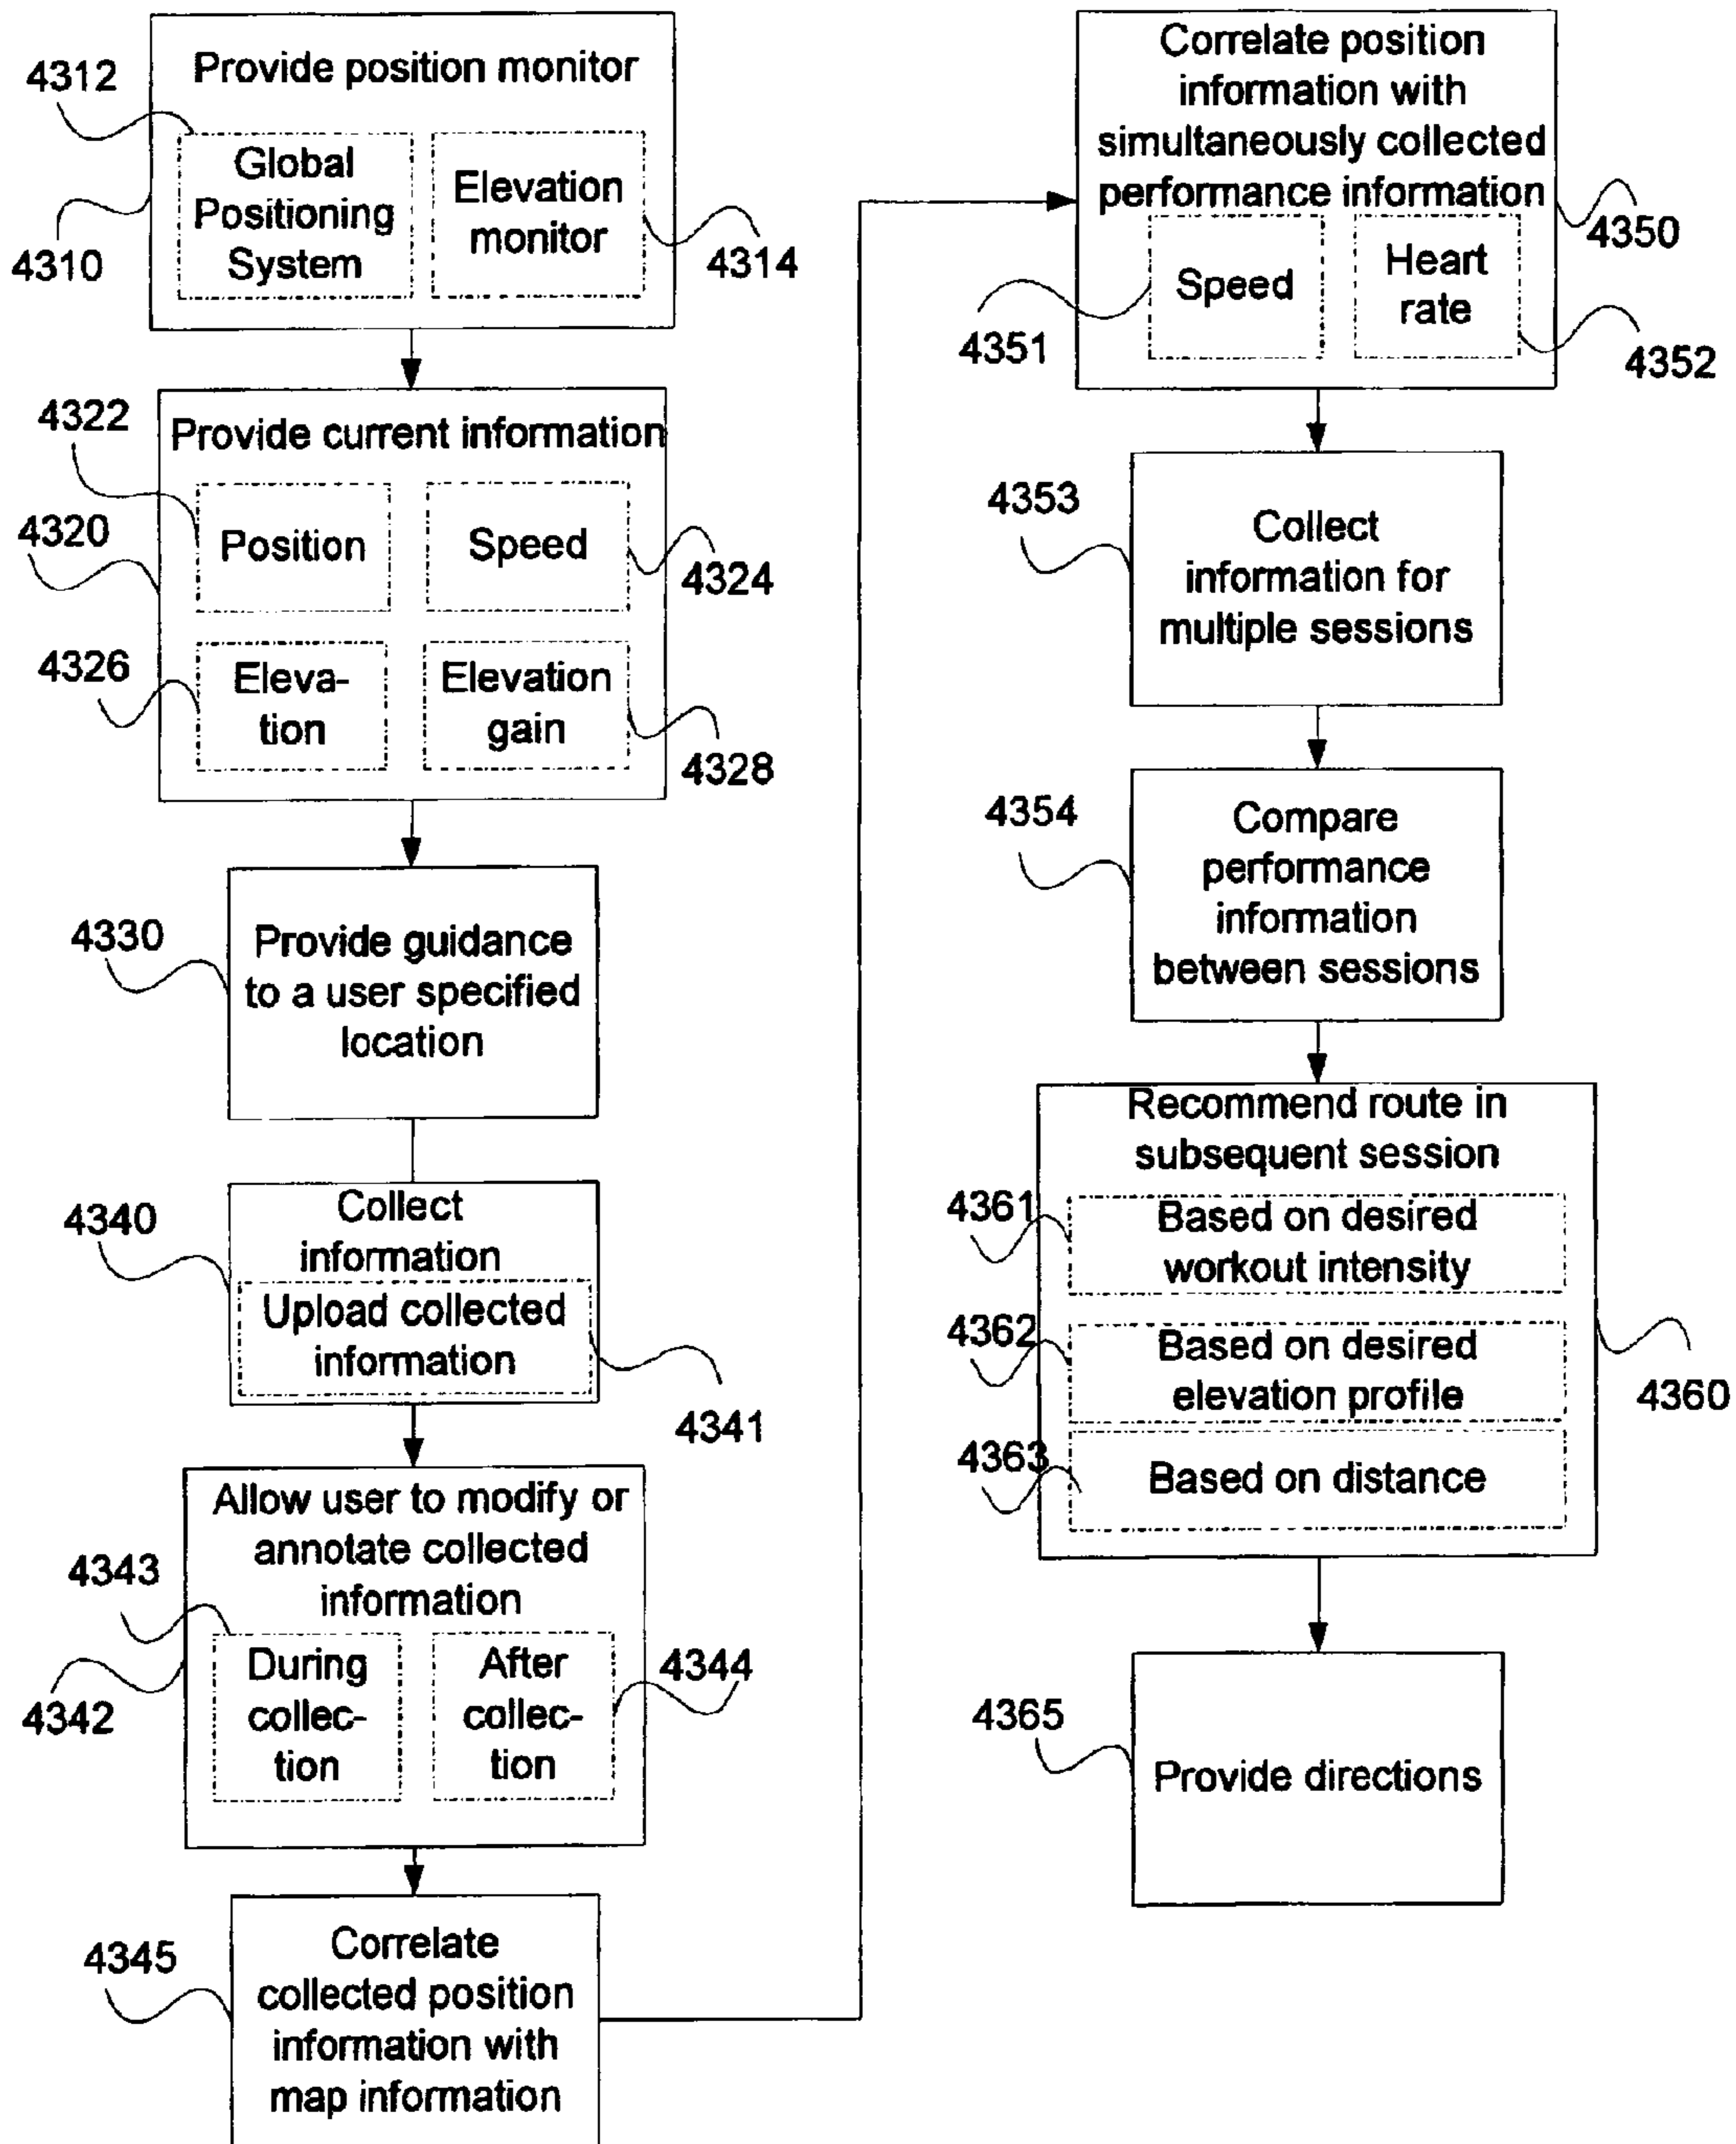 Provide position monitor
4312
Global
Positioning
System
Elevation
monitor
4310
4314
4322
Provide current information
4320
Position
Speed
4324
4326
Eleva-
tion
Elevation
gain
4328
4330
Provide guidance
to a user specified
location
4340
Collect
information
Upload collected
information
4341
Allow user to modify or
annotate collected
information
4343
4342
During
collec-
tion
After
collec-
tion
4344
4345
Correlate
collected position
information with
map information
Correlate position
information with
simultaneously collected
performance information
4350
4351
Speed
Heart
rate
4352
4353
Collect
information for
multiple sessions
4354
Compare
performance
information
between sessions
Recommend route in
subsequent session
4361
Based on desired
workout intensity
4362
Based on desired
elevation profile
4360
4363
Based on distance
4365
Provide directions